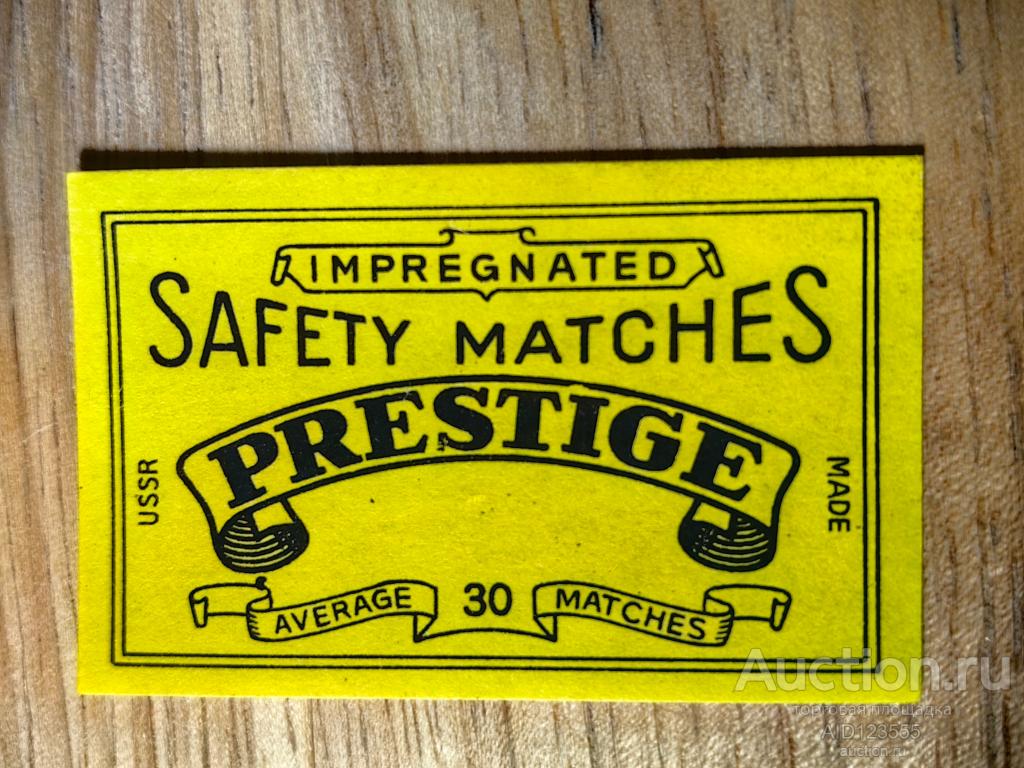 IMPREGNATED
SAFETY MATCHES
PRESTIGE
USSR
MADE
AVERAGE 30 MATCHES
Auction.ru
торговая площадка
AID123555
auction.ru